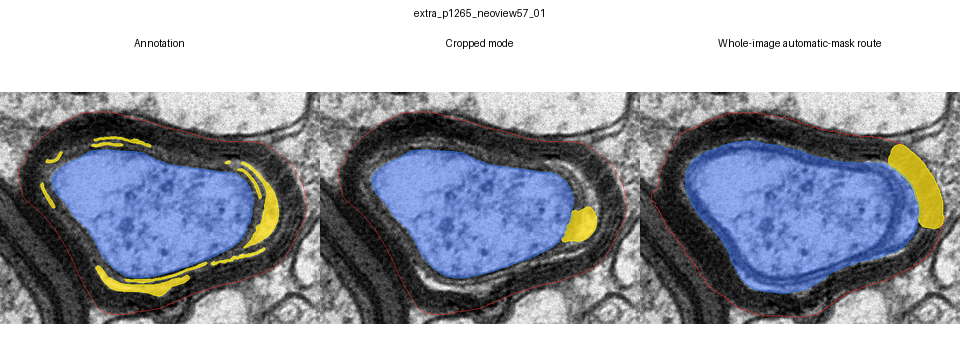 extra_p1265_neoview57_01
Annotation
Cropped mode
Whole-image automatic-mask route